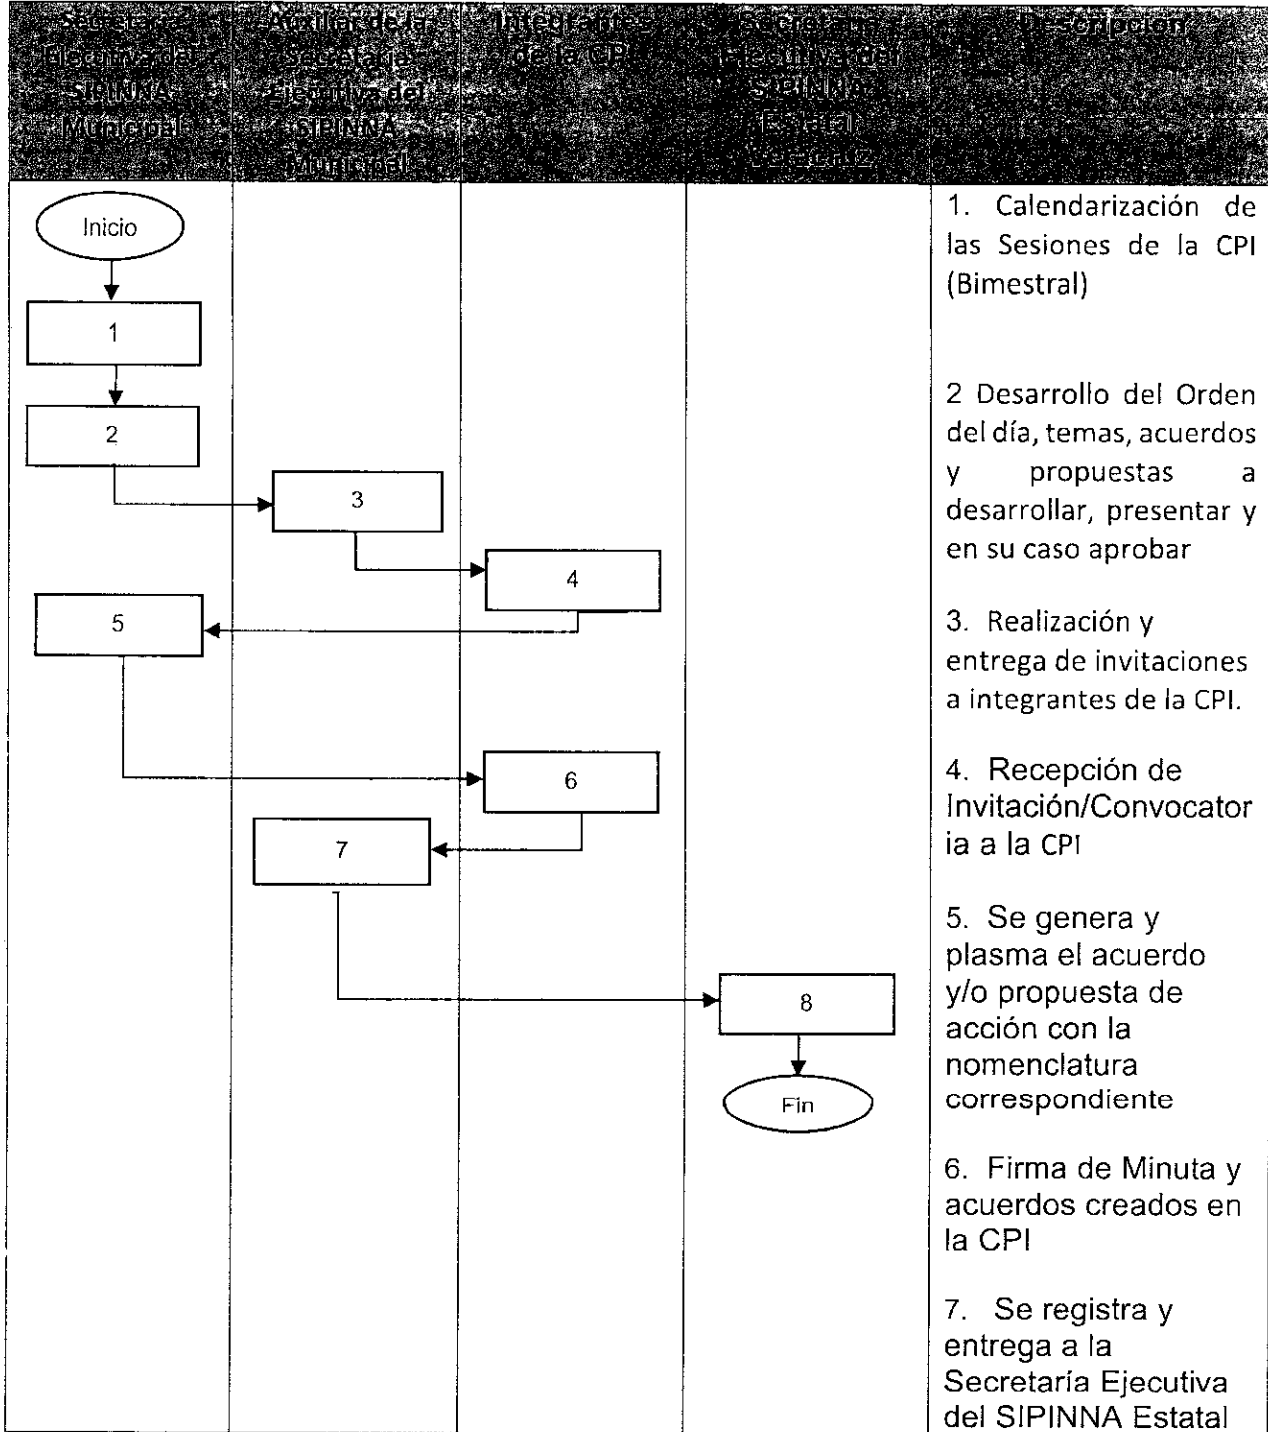 Secretaría
Ejecutiva del
SIPINNA
Municipal
Auxiliar de la
Secretaría
Ejecutiva del
SIPINNA
Municipal
Integrantes
de la CPI
Secretaría
Ejecutiva del
SIPINNA
Estatal
Veracruz
Descripción
Inicio
1
2
3
4
5
6
7
8
Fin
1. Calendarización de
las Sesiones de la CPI
(Bimestral)
2 Desarrollo del Orden
del día, temas, acuerdos
y propuestas a
desarrollar, presentar y
en su caso aprobar
3. Realización y
entrega de invitaciones
a integrantes de la CPI.
4. Recepción de
Invitación/Convocator
ia a la CPI
5. Se genera y
plasma el acuerdo
y/o propuesta de
acción con la
nomenclatura
correspondiente
6. Firma de Minuta y
acuerdos creados en
la CPI
7. Se registra y
entrega a la
Secretaría Ejecutiva
del SIPINNA Estatal